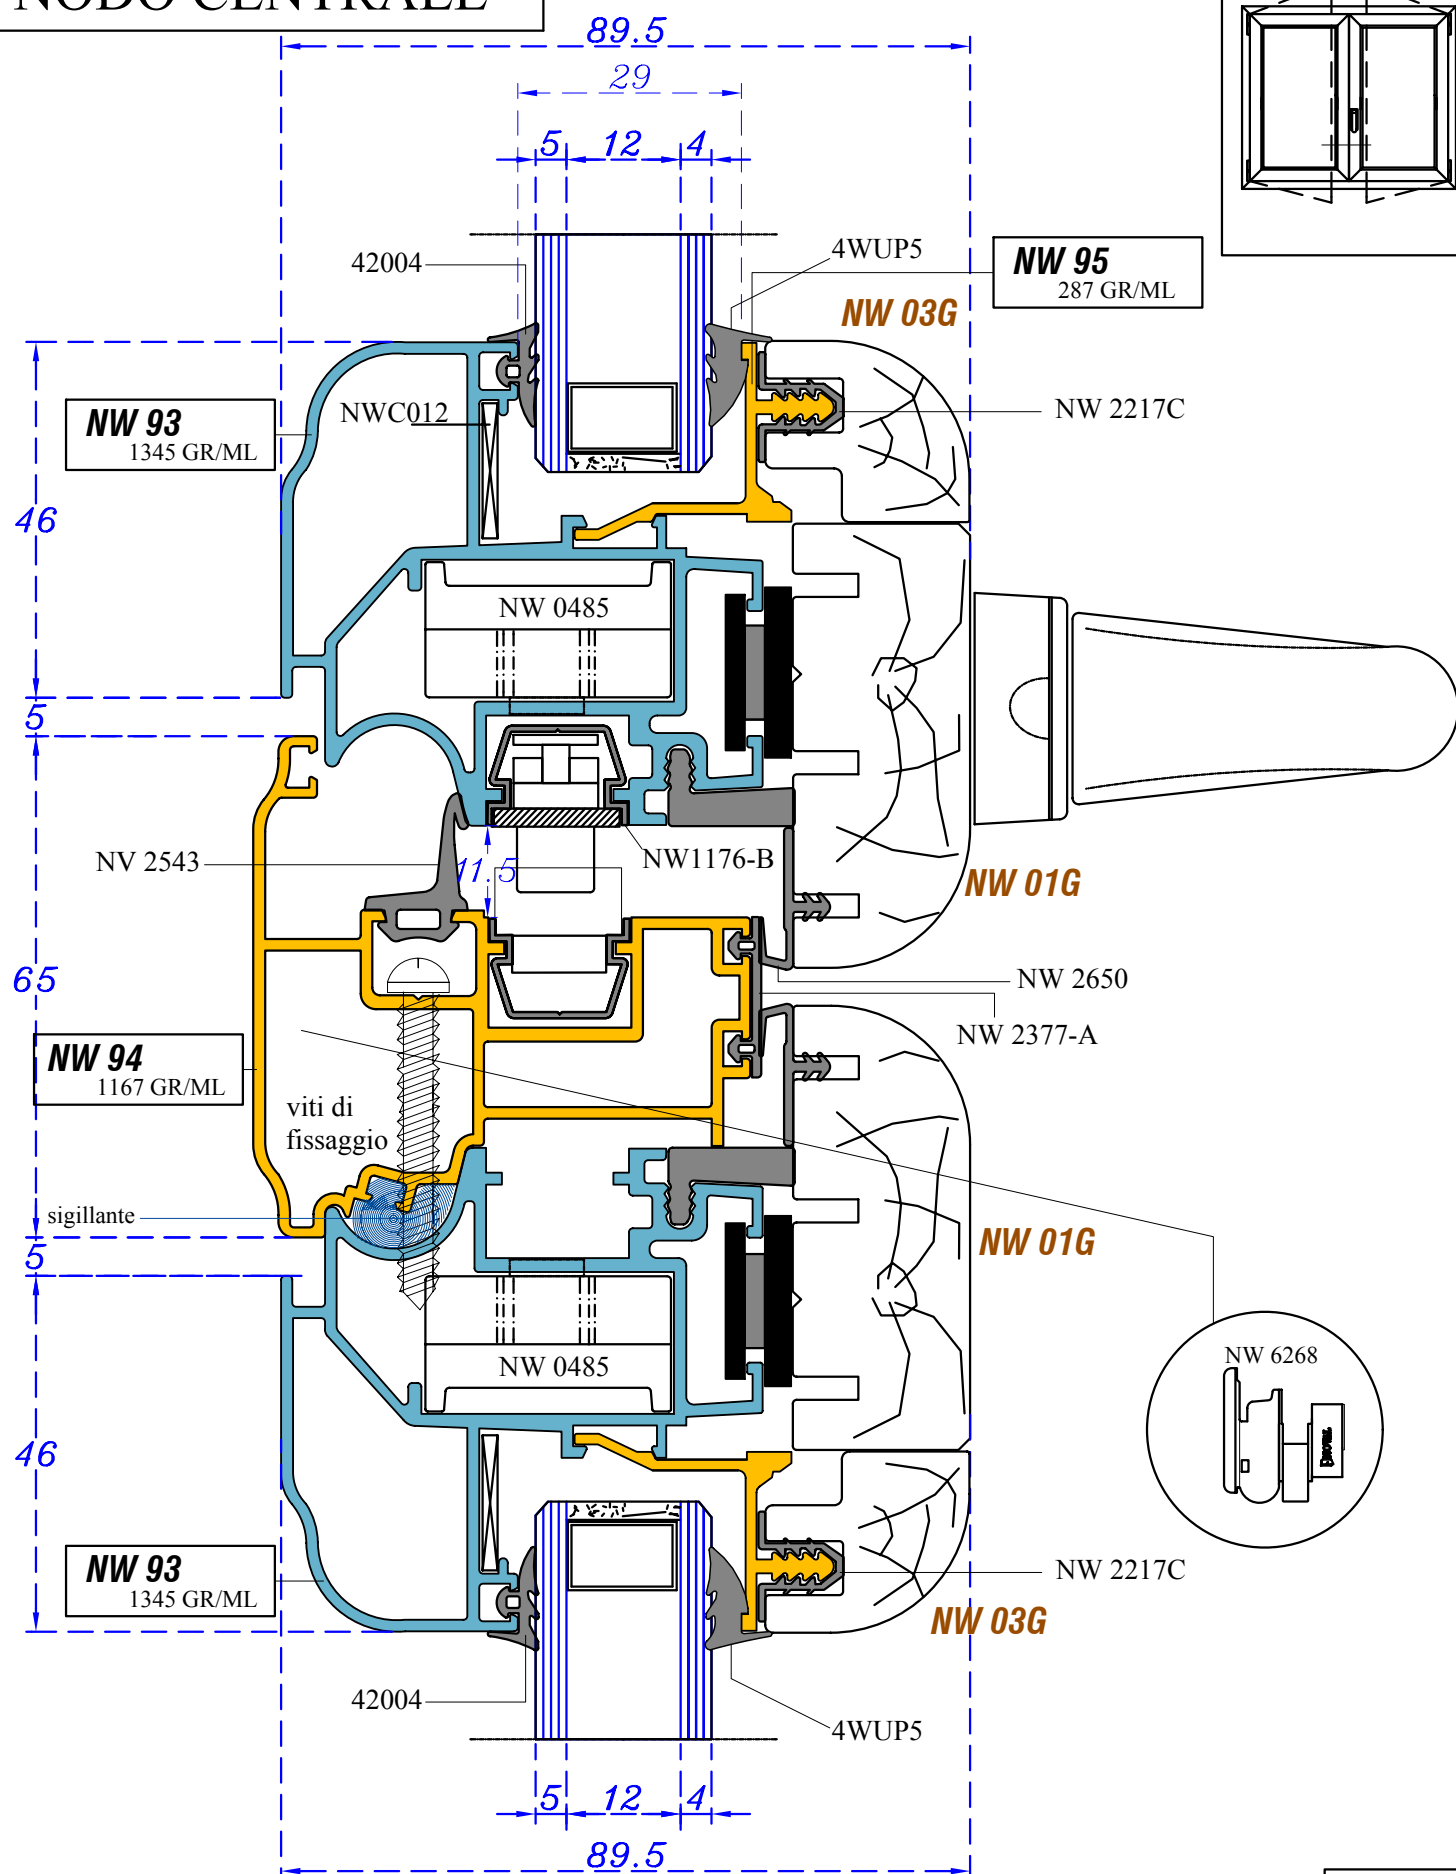 NODO CENTRALE
89.5
29
5 12 4
42004
4WUP5
NW 95
287 GR/ML
NW 03G
NWC012
NW 2217C
NW 93
1345 GR/ML
46
NW 0485
5
NV 2543
11.5
NW1176-B
NW 01G
65
NW 2650
NW 2377-A
NW 94
1167 GR/ML
viti di
fissaggio
sigillante
5
NW 01G
NW 0485
NW 6268
46
NW 93
1345 GR/ML
NW 2217C
NW 03G
42004
4WUP5
5 12 4
89.5